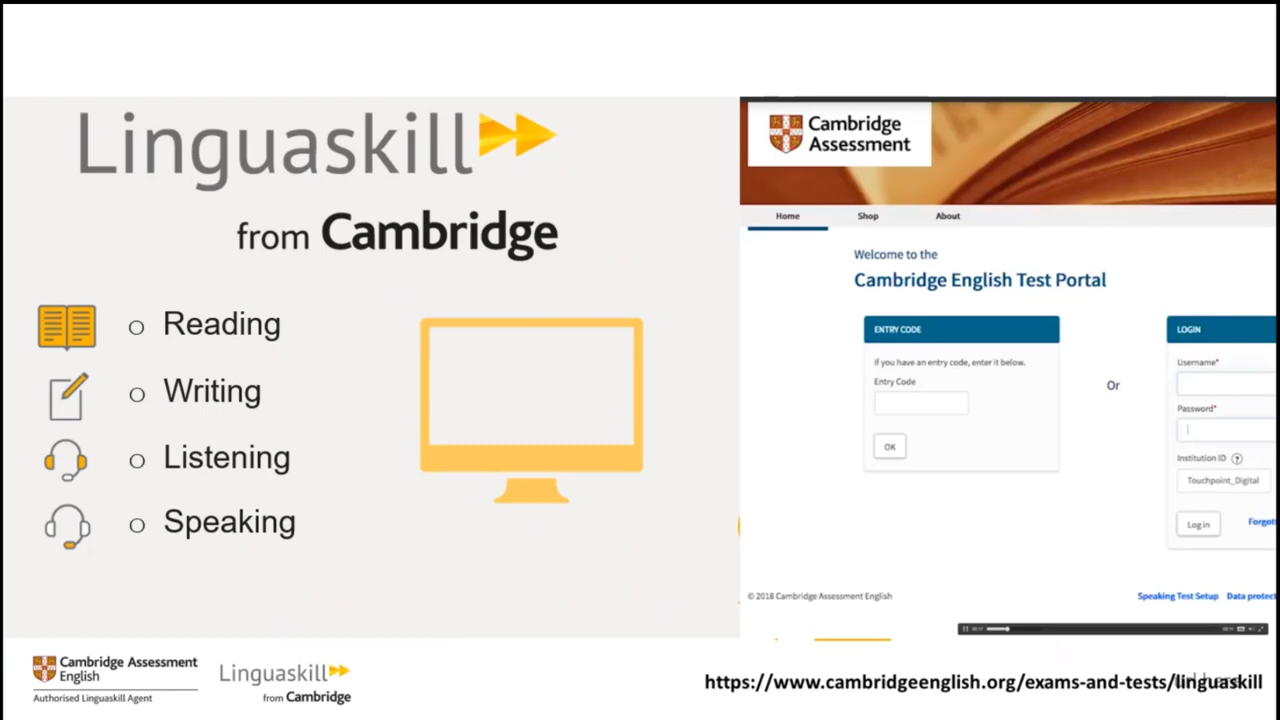 Linguaskill
from Cambridge
o Reading
o Writing
o Listening
o Speaking
Cambridge
Assessment
Home Shop About
Welcome to the
Cambridge English Test Portal
ENTRY CODE
If you have an entry code, enter it below.
Entry Code
OK
Or
LOGIN
Username*
Password*
Institution ID ?
Touchpoint_Digital
Log in Forgot
© 2018 Cambridge Assessment English
Speaking Test Setup Data protect
Cambridge Assessment
English
Authorised Linguaskill Agent
Linguaskill
from Cambridge
https://www.cambridgeenglish.org/exams-and-tests/linguaskill